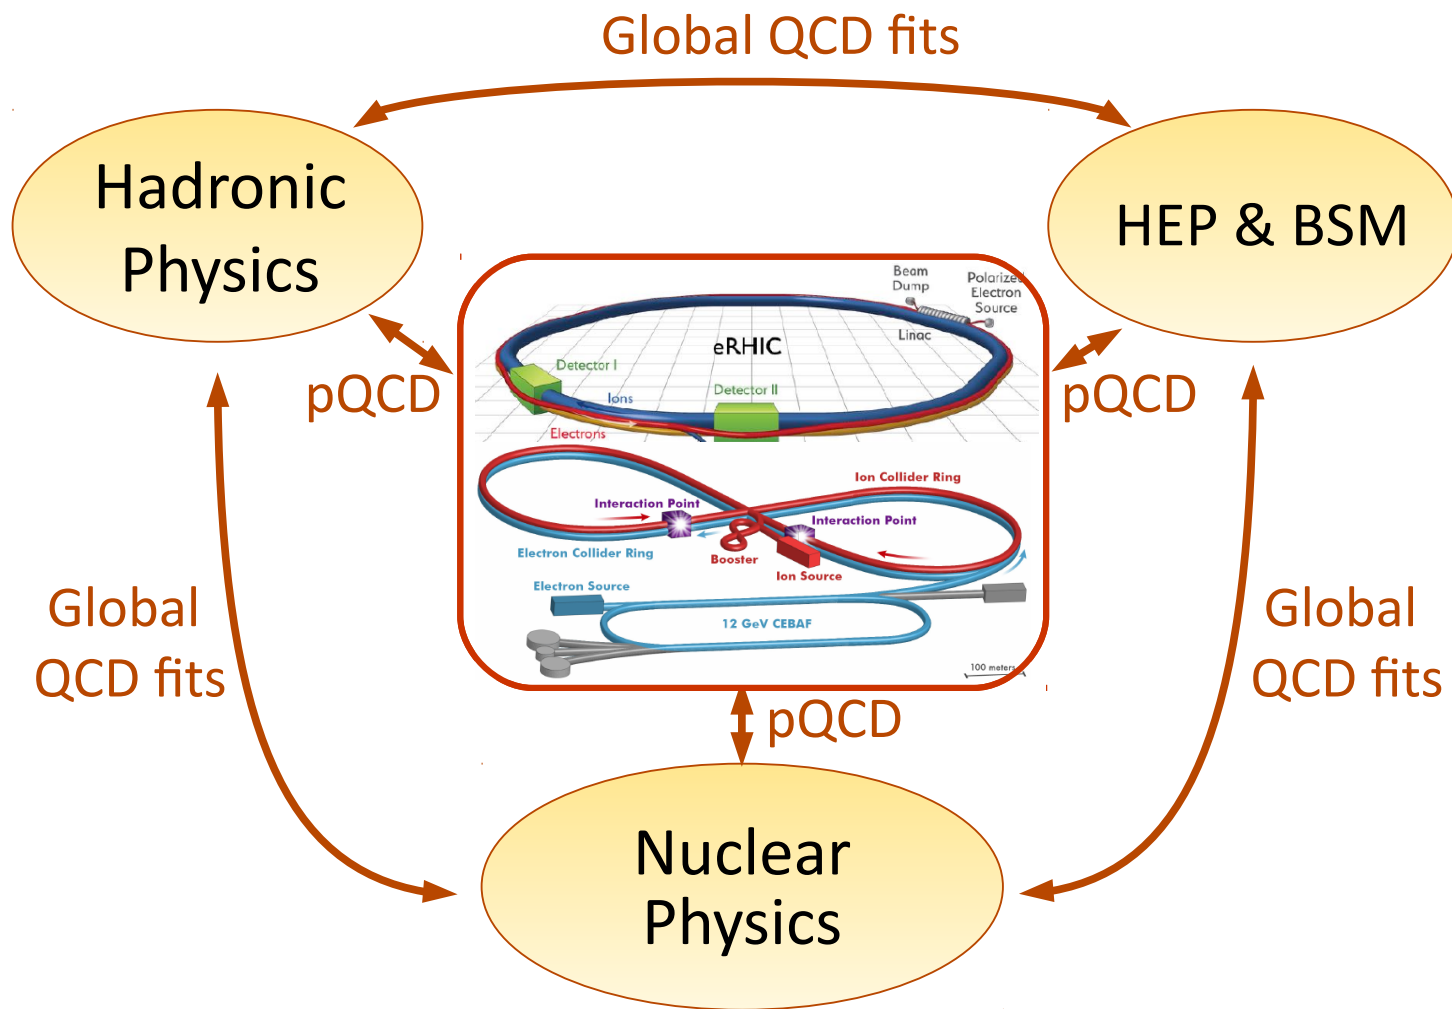 Global QCD fits
Hadronic
Physics
HEP & BSM
pQCD
pQCD
Beam
Dump
Polarized
Electron
Source
Linac
eRHIC
Detector I
Detector II
Ions
Electrons
Ion Collider Ring
Interaction Point
Interaction Point
Electron Collider Ring
Booster
Ion Source
Electron Source
12 GeV CEBAF
100 meters
Global
QCD fits
Global
QCD fits
pQCD
Nuclear
Physics